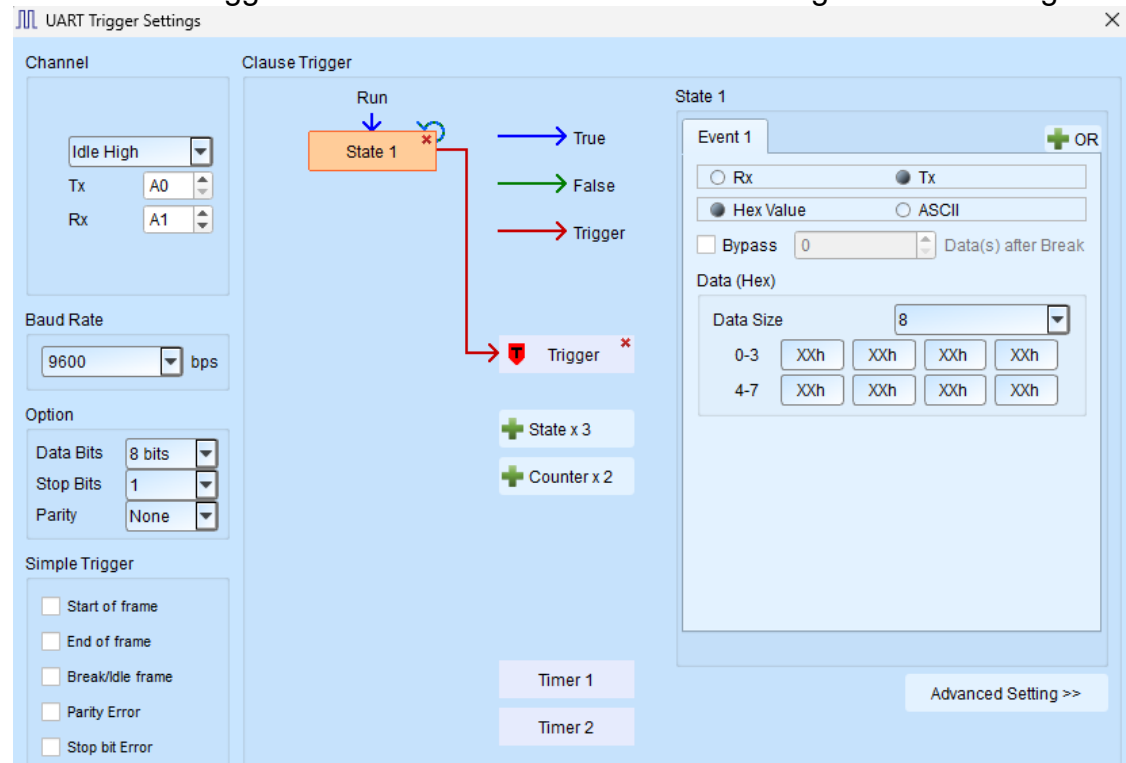 UART Trigger Settings
Channel
Idle High
Tx A0
Rx A1
Baud Rate
9600 bps
Option
Data Bits 8 bits
Stop Bits 1
Parity None
Simple Trigger
Start of frame
End of frame
Break/Idle frame
Parity Error
Stop bit Error
Clause Trigger
Run
State 1
True
False
Trigger
T Trigger
State x 3
Counter x 2
Timer 1
Timer 2
State 1
Event 1 OR
Rx Tx
Hex Value ASCII
Bypass 0 Data(s) after Break
Data (Hex)
Data Size 8
0-3 XXh XXh XXh XXh
4-7 XXh XXh XXh XXh
Advanced Setting >>